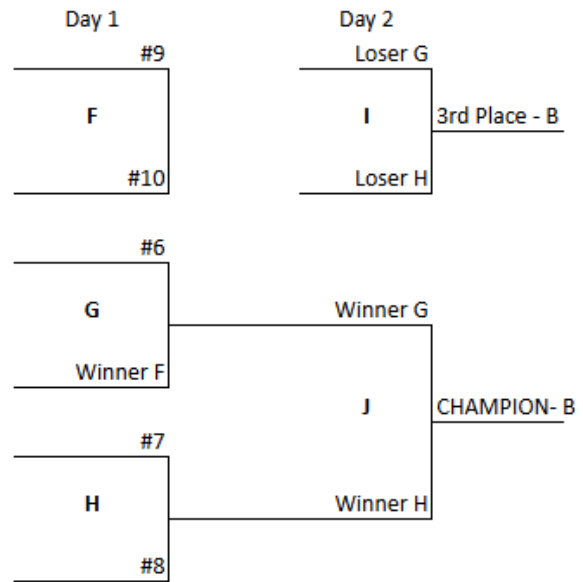 Day 1
Day 2
#9
Loser G
F
I
3rd Place - B
#10
Loser H
#6
G
Winner G
Winner F
J
CHAMPION- B
#7
H
Winner H
#8